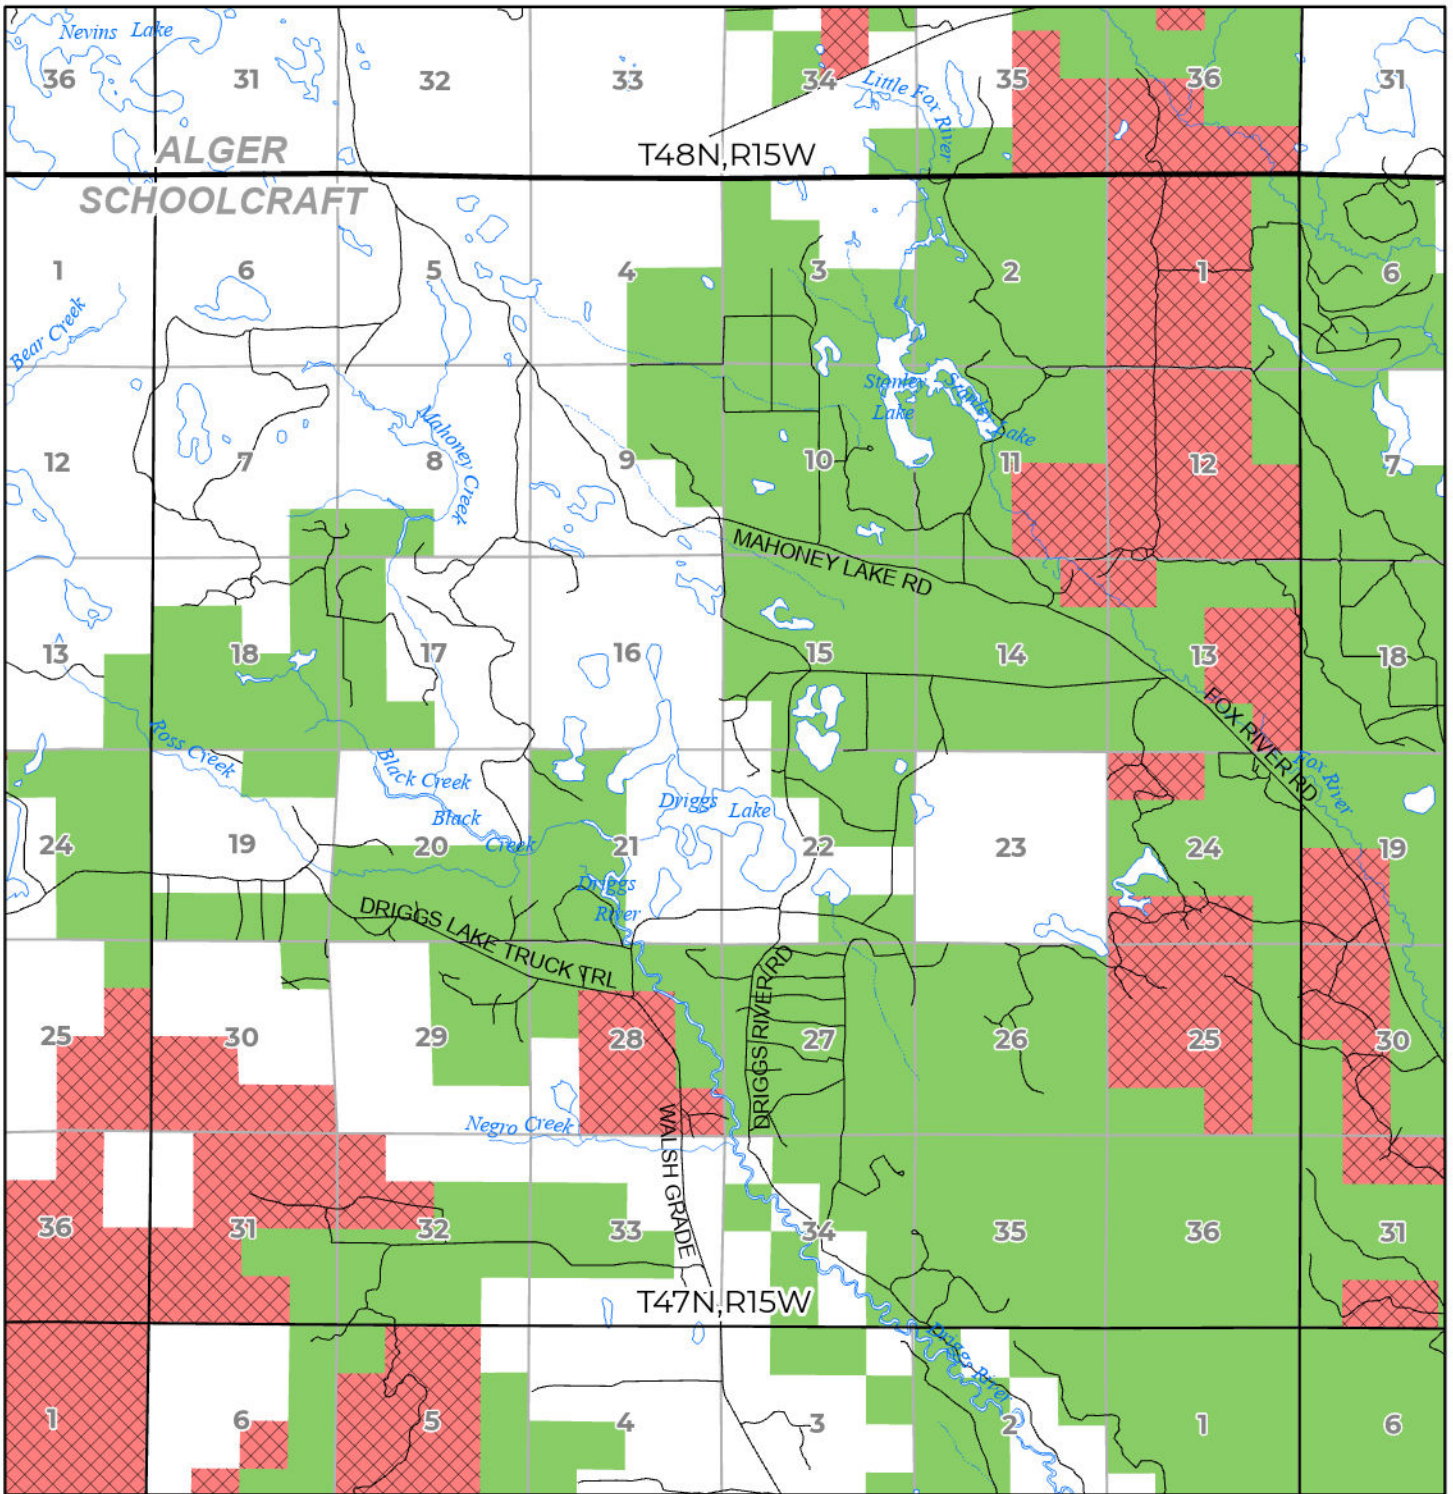 Nevins Lake
36
31
32
33
34
35
36
31
Little Fox River
ALGER
T48N,R15W
SCHOOLCRAFT
1
6
5
4
3
2
1
6
Bear Creek
Stanley Lake
Stanley Lake
Mahoney Creek
12
7
8
9
10
11
12
7
MAHONEY LAKE RD
13
18
17
16
15
14
13
18
FOX RIVER RD
Ross Creek
Black Creek
Fox River
Driggs Lake
Black Creek
24
19
20
21
22
23
24
19
Driggs River
DRIGGS LAKE TRUCK TRL
DRIGGS RIVER RD
25
30
29
28
27
26
25
30
Negro Creek
WALSH GRADE
36
31
32
33
34
35
36
31
T47N,R15W
Driggs River
1
6
5
4
3
2
1
6